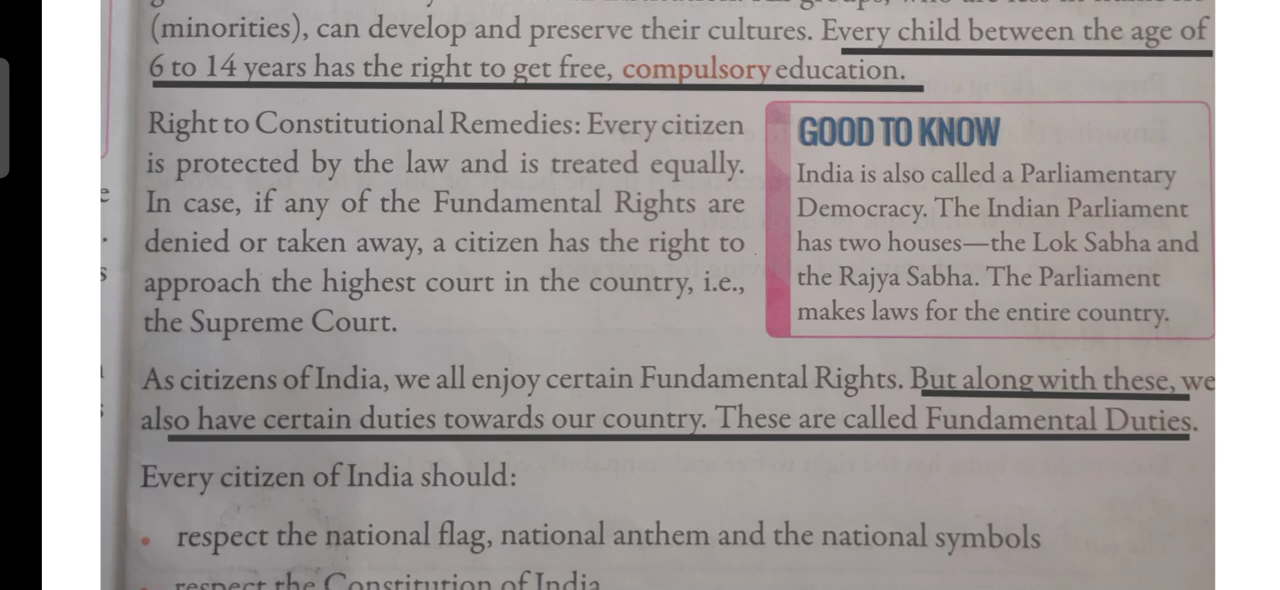 (minorities), can develop and preserve their cultures. Every child between the age of
6 to 14 years has the right to get free, compulsory education.
Right to Constitutional Remedies: Every citizen
is protected by the law and is treated equally.
In case, if any of the Fundamental Rights are
denied or taken away, a citizen has the right to
approach the highest court in the country, i.e.,
the Supreme Court.
GOOD TO KNOW
India is also called a Parliamentary
Democracy. The Indian Parliament
has two houses—the Lok Sabha and
the Rajya Sabha. The Parliament
makes laws for the entire country.
As citizens of India, we all enjoy certain Fundamental Rights. But along with these, we
also have certain duties towards our country. These are called Fundamental Duties.
Every citizen of India should:
• respect the national flag, national anthem and the national symbols
• respect the Constitution of India